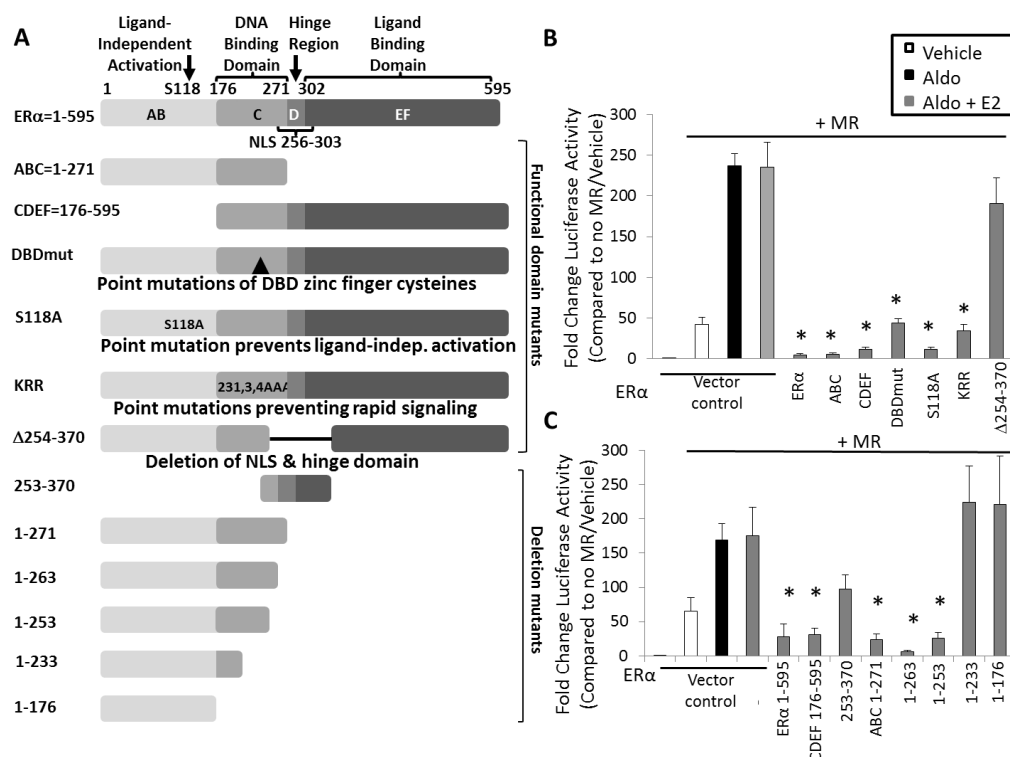 A
Ligand-
Independent
Activation
DNA
Binding
Domain
Hinge
Region
Ligand
Binding
Domain
1
S118
176
271
302
595
ERα=1-595
AB
C
D
EF
NLS 256-303
ABC=1-271
CDEF=176-595
DBDmut
Point mutations of DBD zinc finger cysteines
S118A
S118A
Point mutation prevents ligand-indep. activation
KRR
231,3,4AAA
Point mutations preventing rapid signaling
Δ254-370
Deletion of NLS & hinge domain
Functional domain mutants
253-370
1-271
1-263
1-253
1-233
1-176
Deletion mutants
B
Vehicle
Aldo
Aldo + E2
+ MR
Fold Change Luciferase Activity
(Compared to no MR/Vehicle)
300
250
200
150
100
50
0
* * * * * *
ERα
Vector
control
ERα
ABC
CDEF
DBDmut
S118A
KRR
Δ254-370
C
+ MR
Fold Change Luciferase Activity
(Compared to no MR/Vehicle)
300
250
200
150
100
50
0
* * * * *
ERα
Vector
control
ERα 1-595
CDEF 176-595
253-370
ABC 1-271
1-263
1-253
1-233
1-176